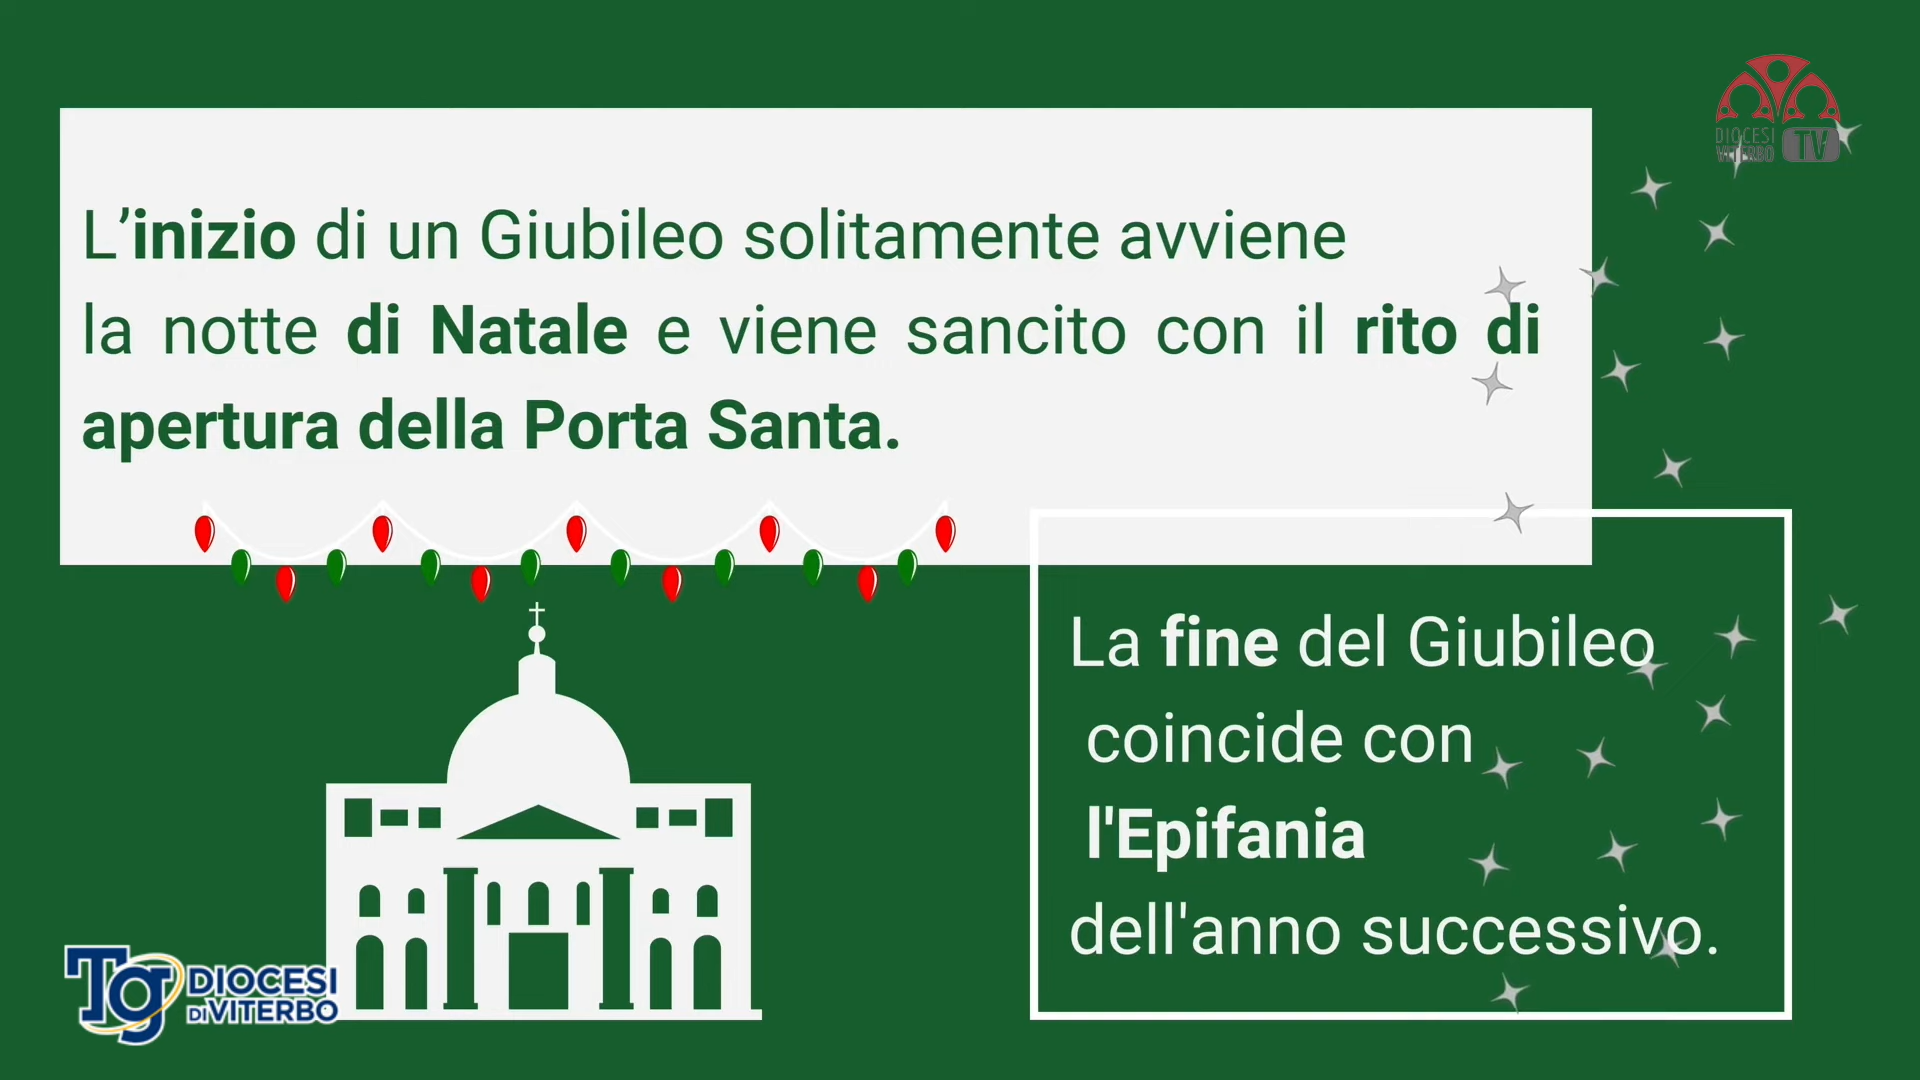 DIOCESI
VITERBO TV
L’inizio di un Giubileo solitamente avviene
la notte di Natale e viene sancito con il rito di
apertura della Porta Santa.
La fine del Giubileo
coincide con
l'Epifania
dell'anno successivo.
Tg DIOCESI
DI VITERBO